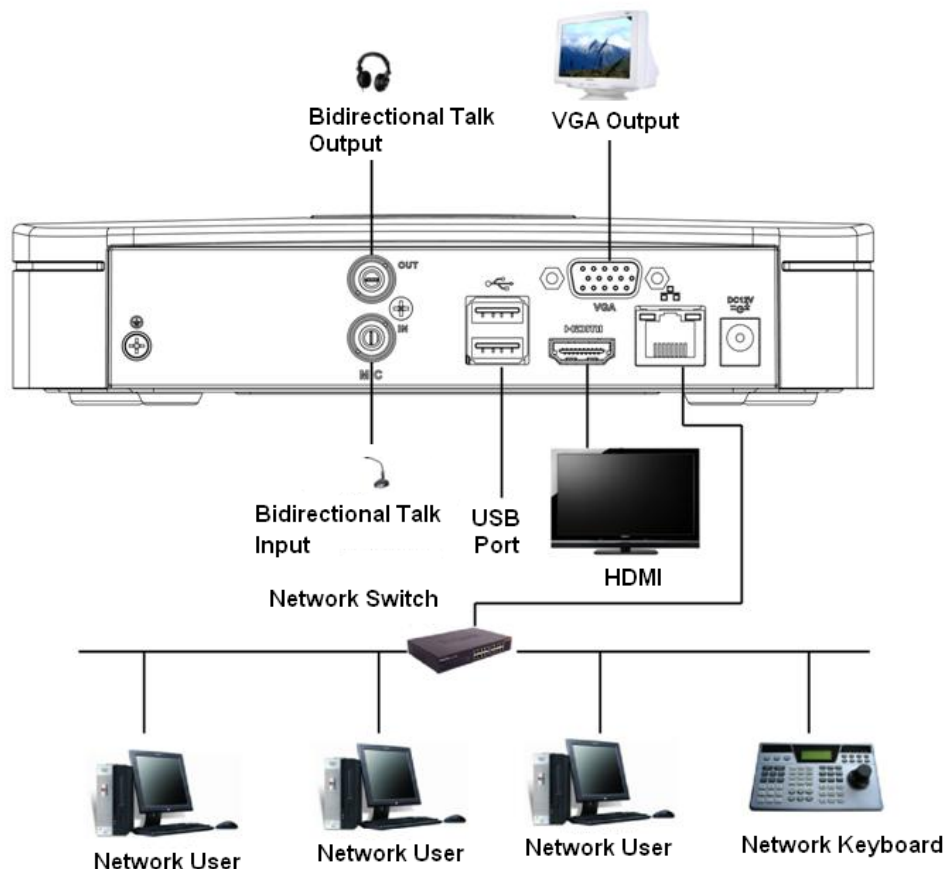 Bidirectional Talk
Output
VGA Output
OUT
IN
MIC
VGA
HDMI
DC12V
Bidirectional Talk
Input
USB
Port
HDMI
Network Switch
Network User
Network User
Network User
Network Keyboard